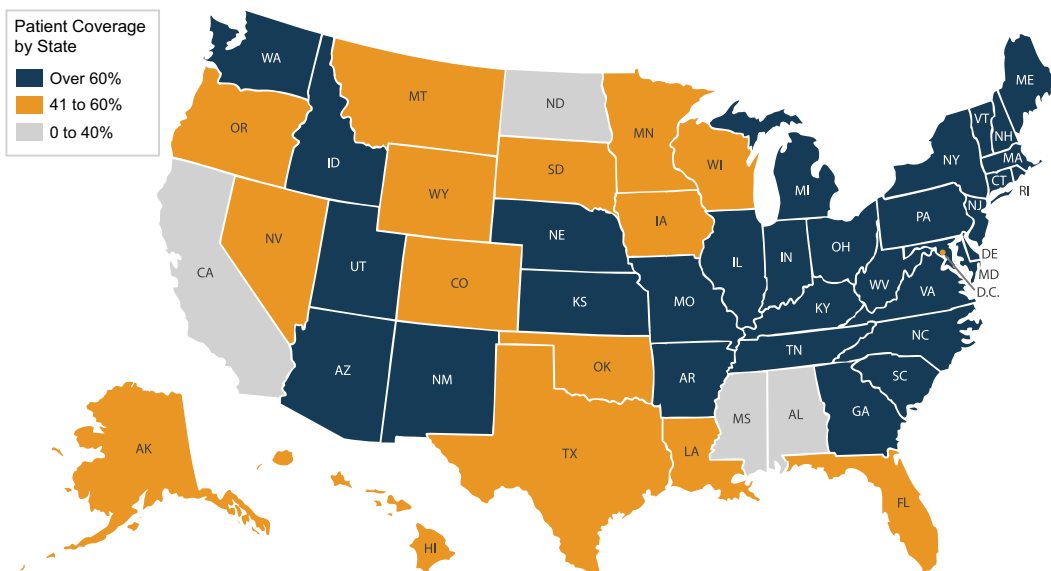 Patient Coverage
by State
Over 60%
41 to 60%
0 to 40%
WA
ME
MT
ND
VT
OR
MN
NH
ID
SD
WI
NY
MA
WY
MI
CT
RI
IA
PA
NJ
NE
NV
OH
UT
IL
IN
DE
CA
CO
MD
WV
D.C.
VA
KS
MO
KY
NC
TN
AZ
NM
OK
AR
SC
MS
AL
GA
AK
TX
LA
FL
HI